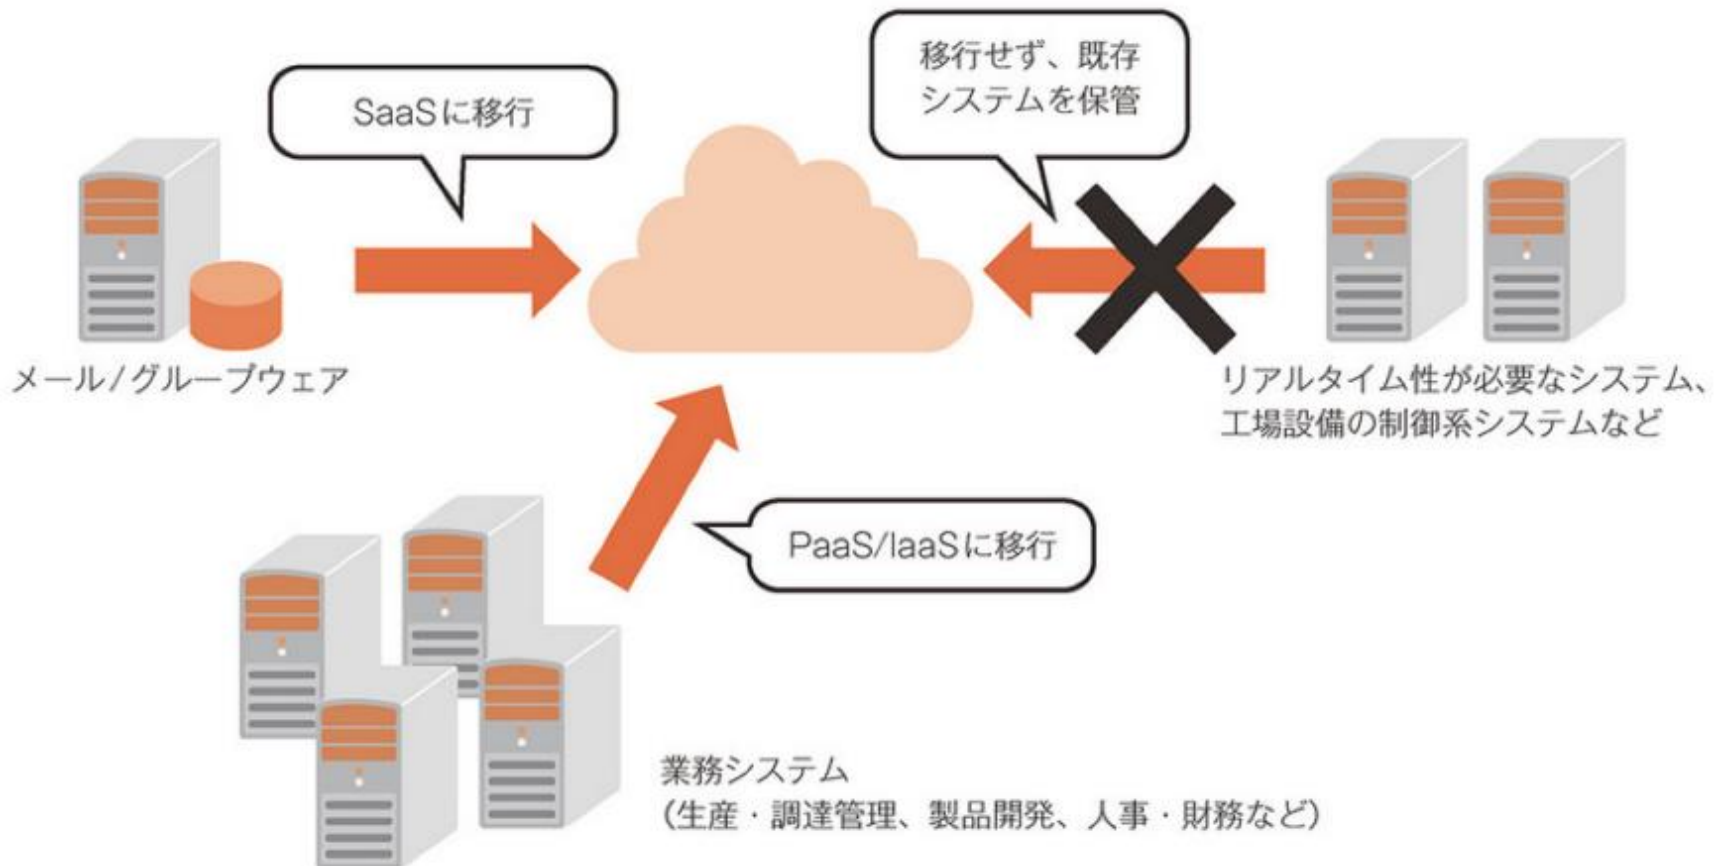 SaaSに移行
移行せず、既存
システムを保管
メール/グループウェア
リアルタイム性が必要なシステム、
工場設備の制御系システムなど
PaaS/IaaSに移行
業務システム
（生産・調達管理、製品開発、人事・財務など）